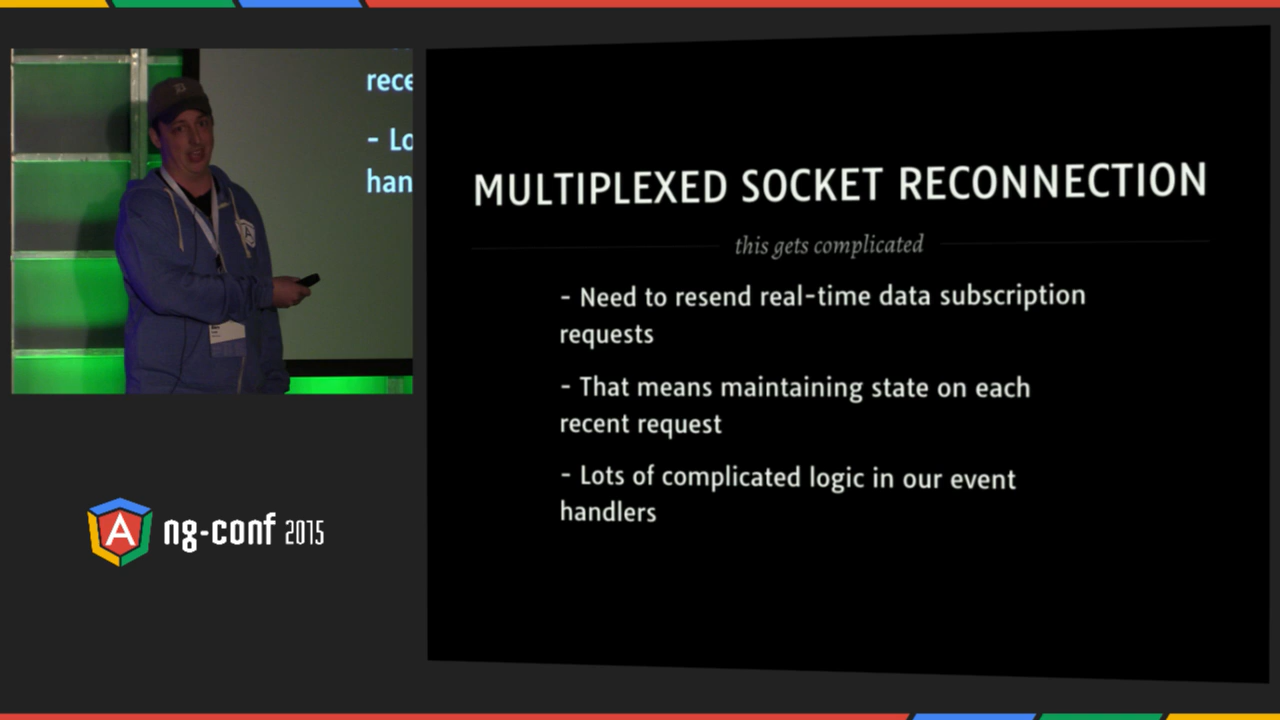 rece
- Lo
han
MULTIPLEXED SOCKET RECONNECTION
this gets complicated
- Need to resend real-time data subscription
requests
- That means maintaining state on each
recent request
- Lots of complicated logic in our event
handlers
A
ng-conf 2015